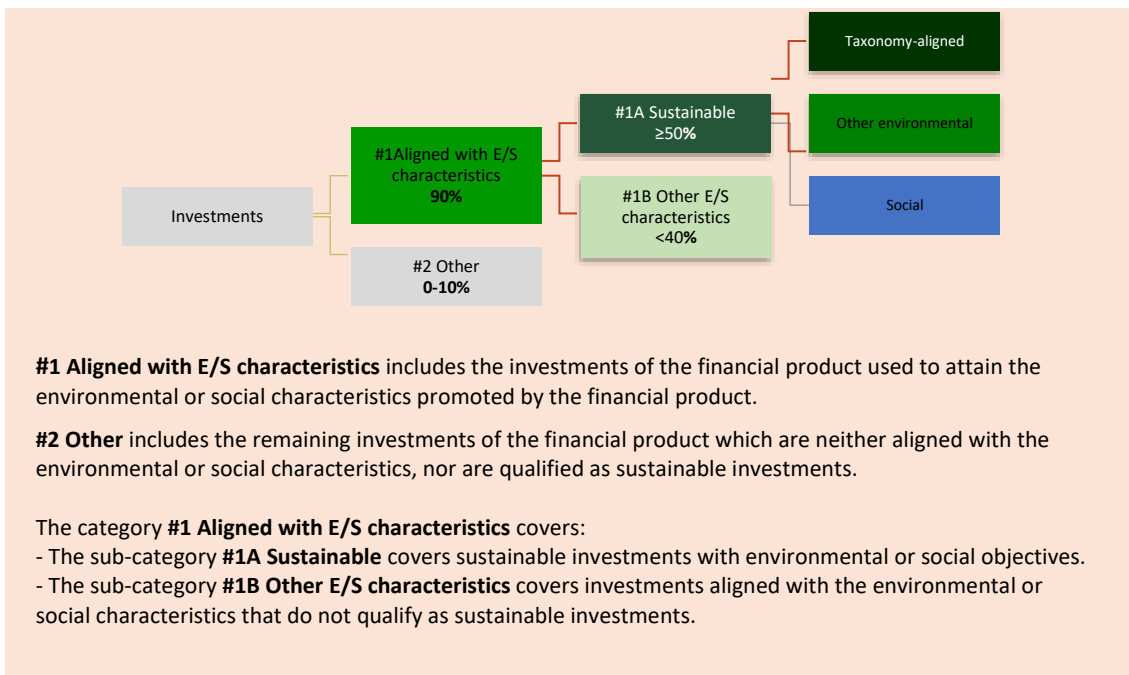 Taxonomy-aligned
#1A Sustainable
≥50%
Other environmental
#1Aligned with E/S
characteristics
90%
#1B Other E/S
characteristics
<40%
Investments
Social
#2 Other
0-10%
#1 Aligned with E/S characteristics includes the investments of the financial product used to attain the
environmental or social characteristics promoted by the financial product.
#2 Other includes the remaining investments of the financial product which are neither aligned with the
environmental or social characteristics, nor are qualified as sustainable investments.
The category #1 Aligned with E/S characteristics covers:
- The sub-category #1A Sustainable covers sustainable investments with environmental or social objectives.
- The sub-category #1B Other E/S characteristics covers investments aligned with the environmental or
social characteristics that do not qualify as sustainable investments.